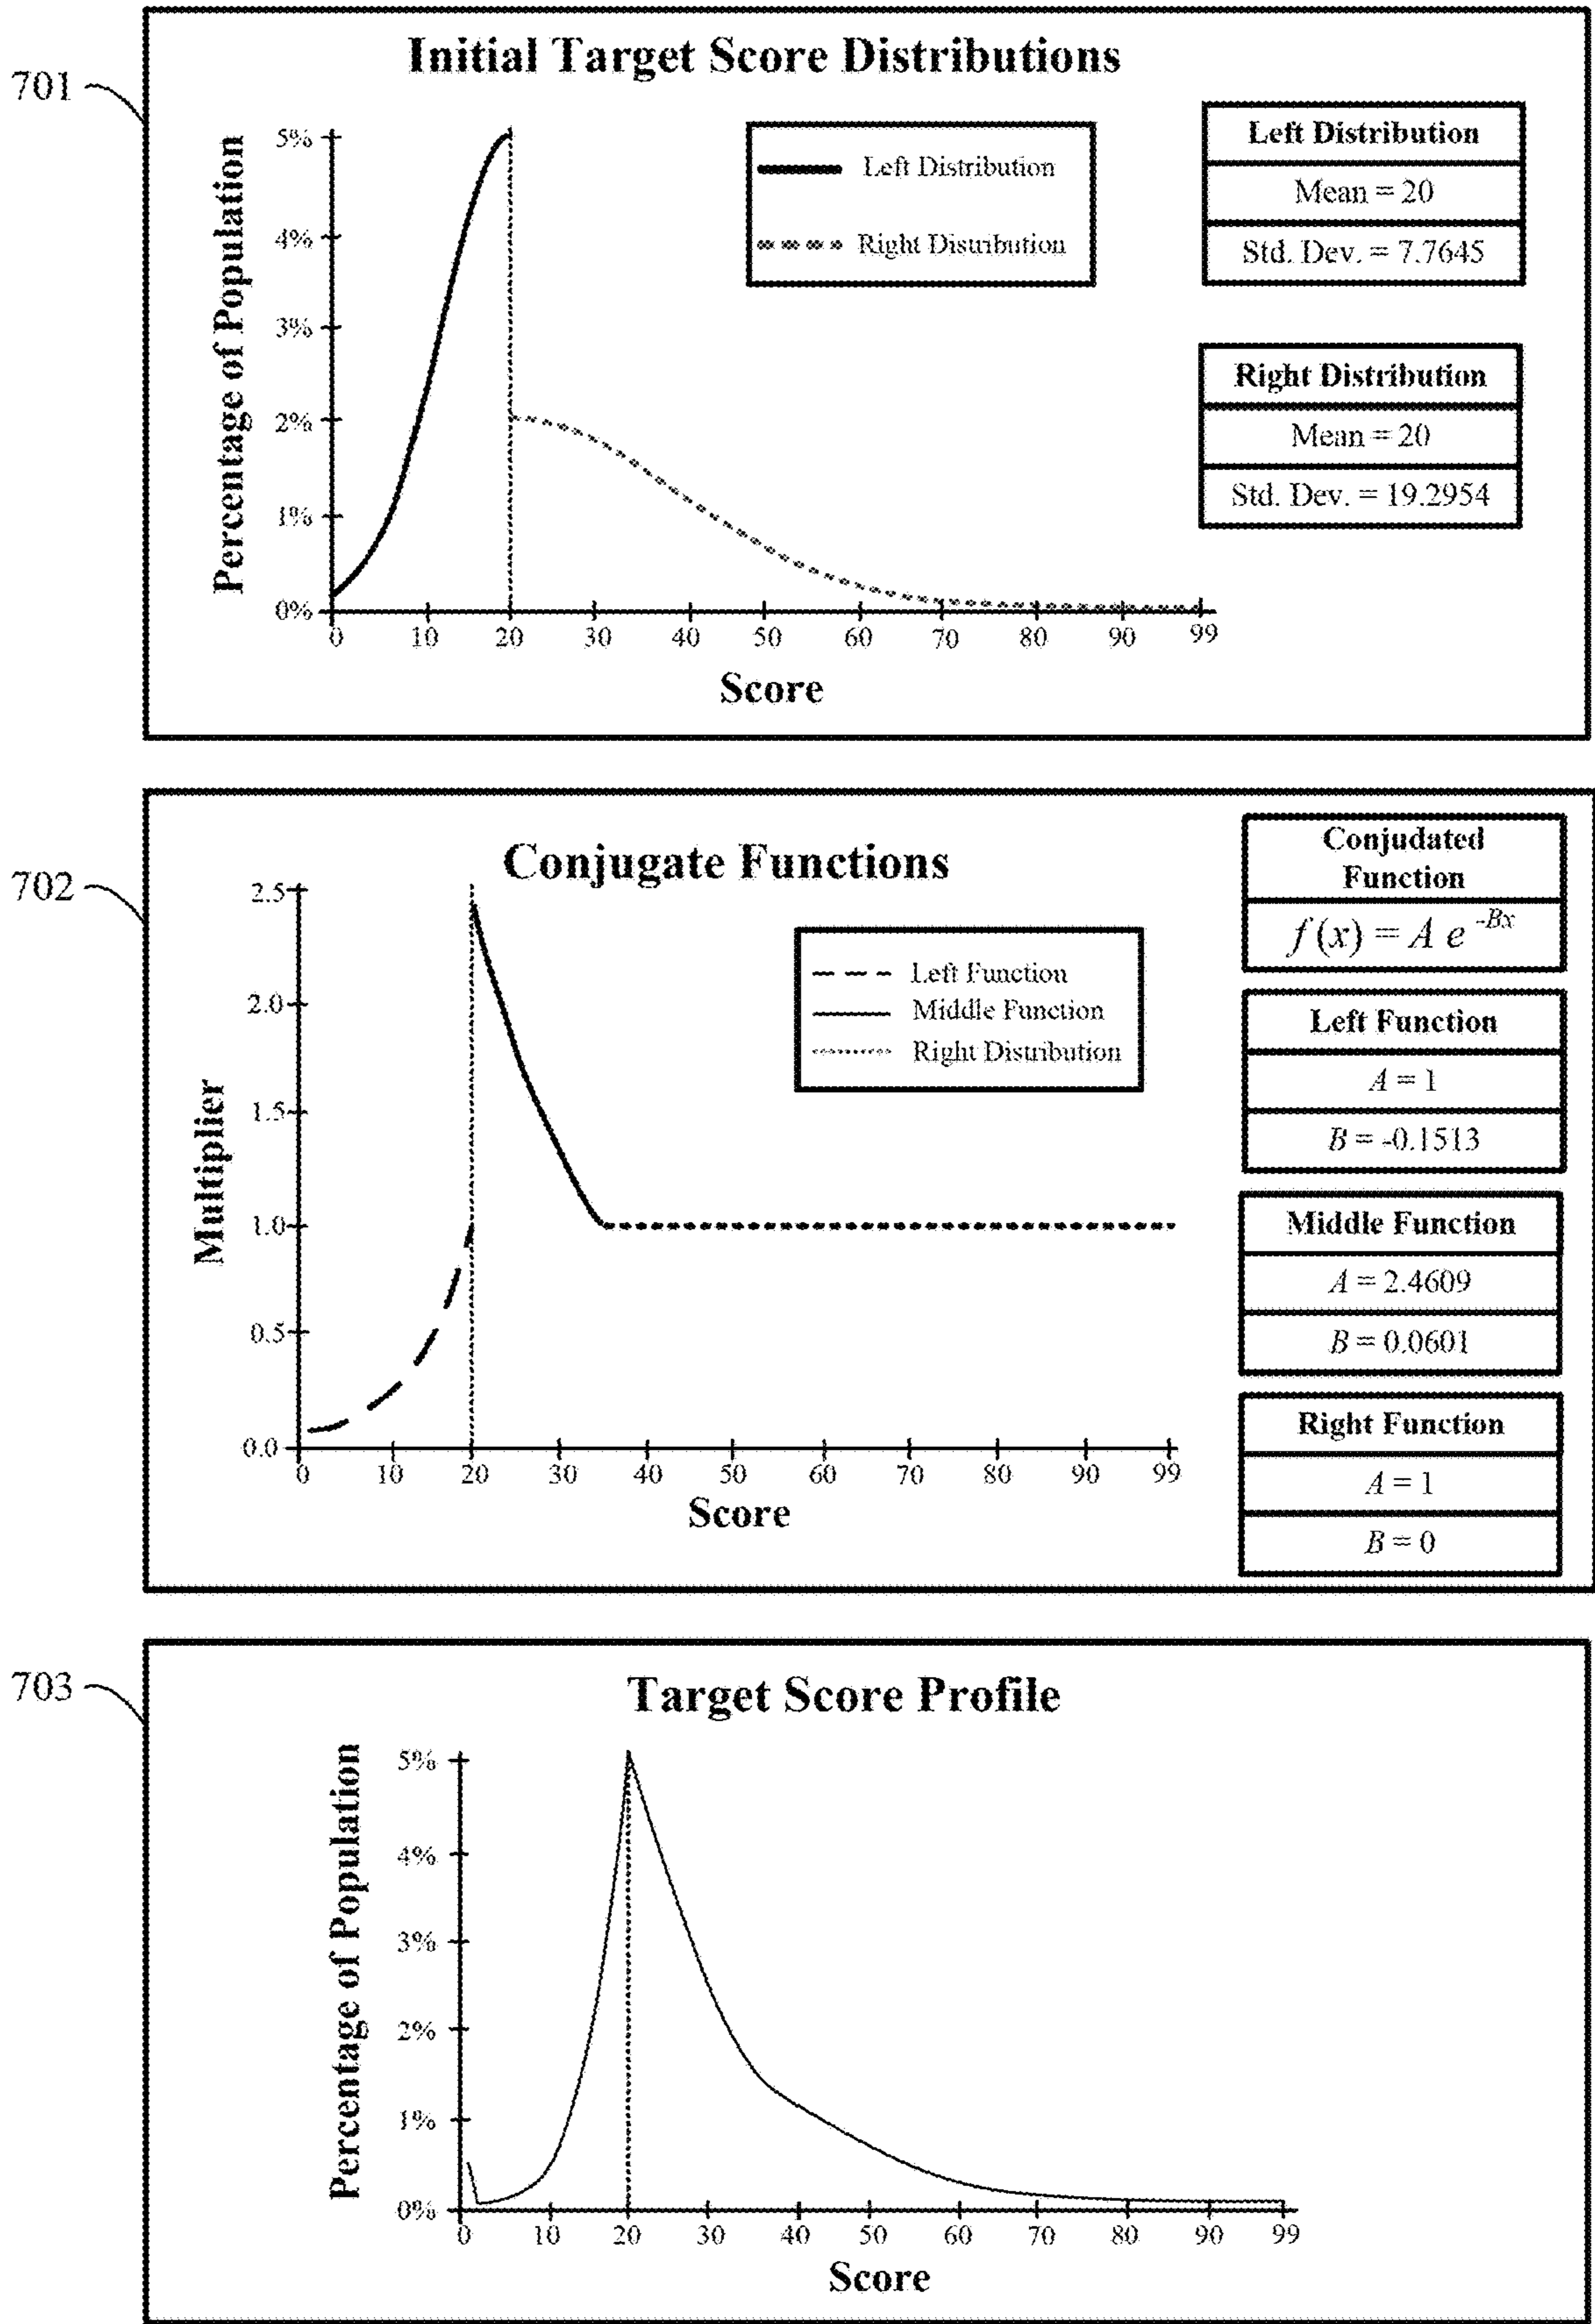 701
Initial Target Score Distributions
Percentage of Population
5%
4%
3%
2%
1%
0%
0 10 20 30 40 50 60 70 80 90 99
Score
Left Distribution
Right Distribution
Left Distribution
Mean = 20
Std. Dev. = 7.7645
Right Distribution
Mean = 20
Std. Dev. = 19.2954
702
Conjugate Functions
Multiplier
2.5
2.0
1.5
1.0
0.5
0.0
0 10 20 30 40 50 60 70 80 90 99
Score
Left Function
Middle Function
Right Distribution
Conjudated
Function
f(x) = A e^-Bx
Left Function
A = 1
B = -0.1513
Middle Function
A = 2.4609
B = 0.0601
Right Function
A = 1
B = 0
703
Target Score Profile
Percentage of Population
5%
4%
3%
2%
1%
0%
0 10 20 30 40 50 60 70 80 90 99
Score